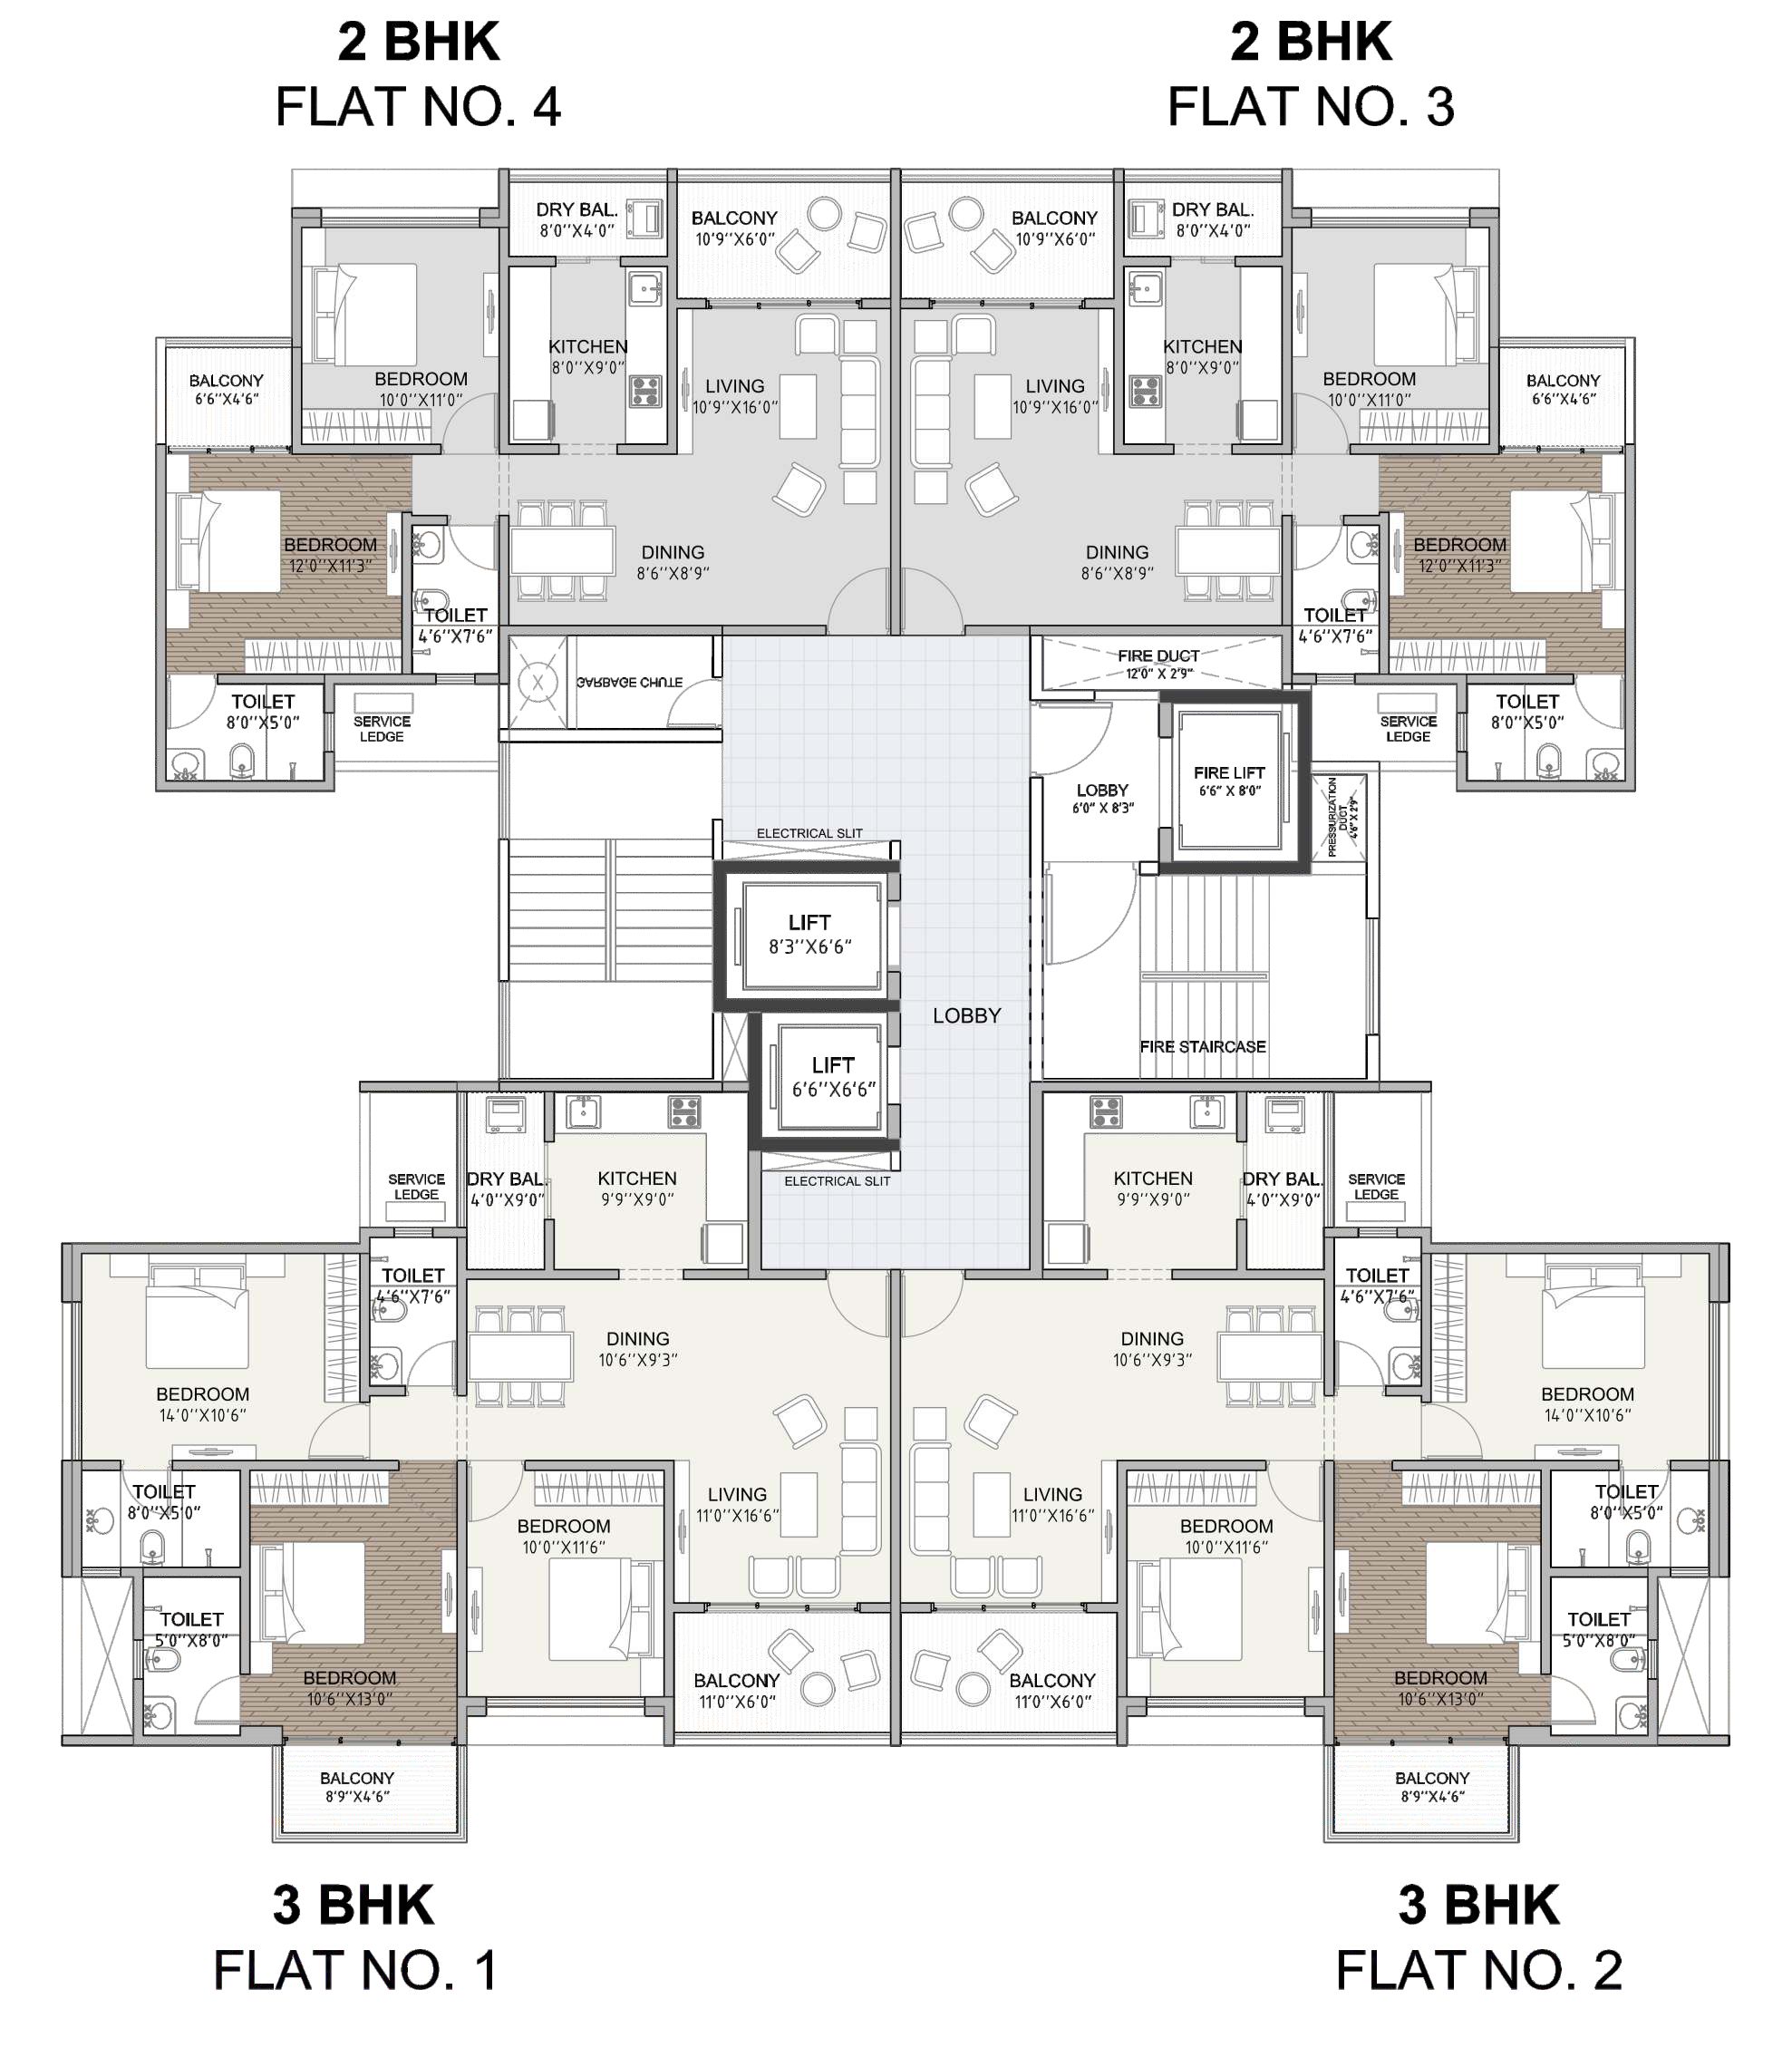 2 BHK
FLAT NO. 4
2 BHK
FLAT NO. 3
DRY BAL.
8'0''X4'0''
BALCONY
10'9''X6'0''
BALCONY
10'9''X6'0''
DRY BAL.
8'0''X4'0''
KITCHEN
8'0''X9'0''
KITCHEN
8'0''X9'0''
BALCONY
6'6''X4'6''
BEDROOM
10'0''X11'0''
LIVING
10'9''X16'0''
LIVING
10'9''X16'0''
BEDROOM
10'0''X11'0''
BALCONY
6'6''X4'6''
BEDROOM
12'0''X11'3''
DINING
8'6''X8'9''
DINING
8'6''X8'9''
BEDROOM
12'0''X11'3''
TOILET
4'6''X7'6''
TOILET
4'6''X7'6''
GARBAGE CHUTE
FIRE DUCT
12'0" X 2'9"
TOILET
8'0''X5'0''
SERVICE
LEDGE
SERVICE
LEDGE
TOILET
8'0''X5'0''
LOBBY
6'0" X 8'3"
FIRE LIFT
6'6" X 8'0"
PRESSURIZATION
DUCT
4'6" X 2'9"
ELECTRICAL SLIT
LIFT
8'3''X6'6''
LOBBY
FIRE STAIRCASE
LIFT
6'6''X6'6''
ELECTRICAL SLIT
SERVICE
LEDGE
DRY BAL.
4'0''X9'0''
KITCHEN
9'9''X9'0''
KITCHEN
9'9''X9'0''
DRY BAL.
4'0''X9'0''
SERVICE
LEDGE
TOILET
4'6''X7'6''
TOILET
4'6''X7'6''
DINING
10'6''X9'3''
DINING
10'6''X9'3''
BEDROOM
14'0''X10'6''
BEDROOM
14'0''X10'6''
TOILET
8'0''X5'0''
LIVING
11'0''X16'6''
LIVING
11'0''X16'6''
TOILET
8'0''X5'0''
BEDROOM
10'0''X11'6''
BEDROOM
10'0''X11'6''
TOILET
5'0''X8'0''
TOILET
5'0''X8'0''
BEDROOM
10'6''X13'0''
BALCONY
11'0''X6'0''
BALCONY
11'0''X6'0''
BEDROOM
10'6''X13'0''
BALCONY
8'9''X4'6''
BALCONY
8'9''X4'6''
3 BHK
FLAT NO. 1
3 BHK
FLAT NO. 2